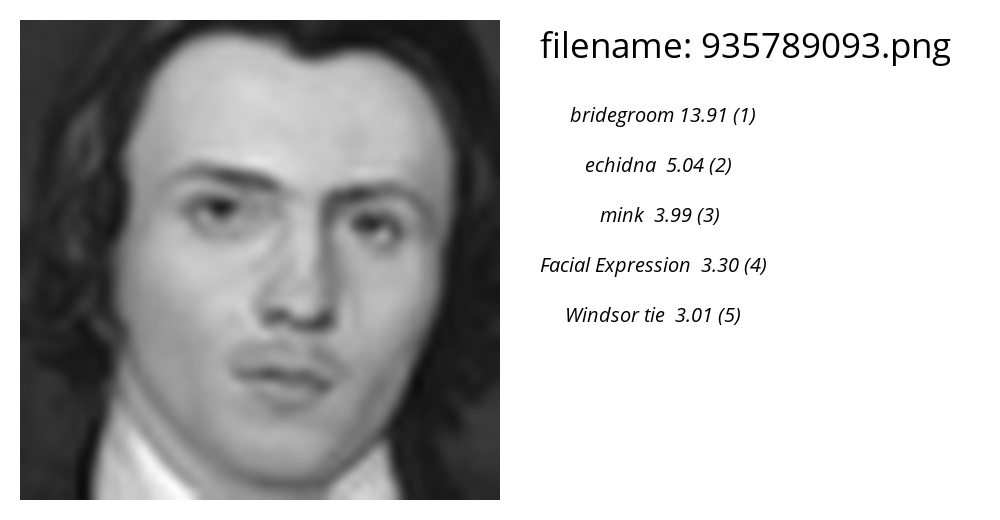 filename: 935789093.png
bridegroom 13.91 (1)
echidna 5.04 (2)
mink 3.99 (3)
Facial Expression 3.30 (4)
Windsor tie 3.01 (5)